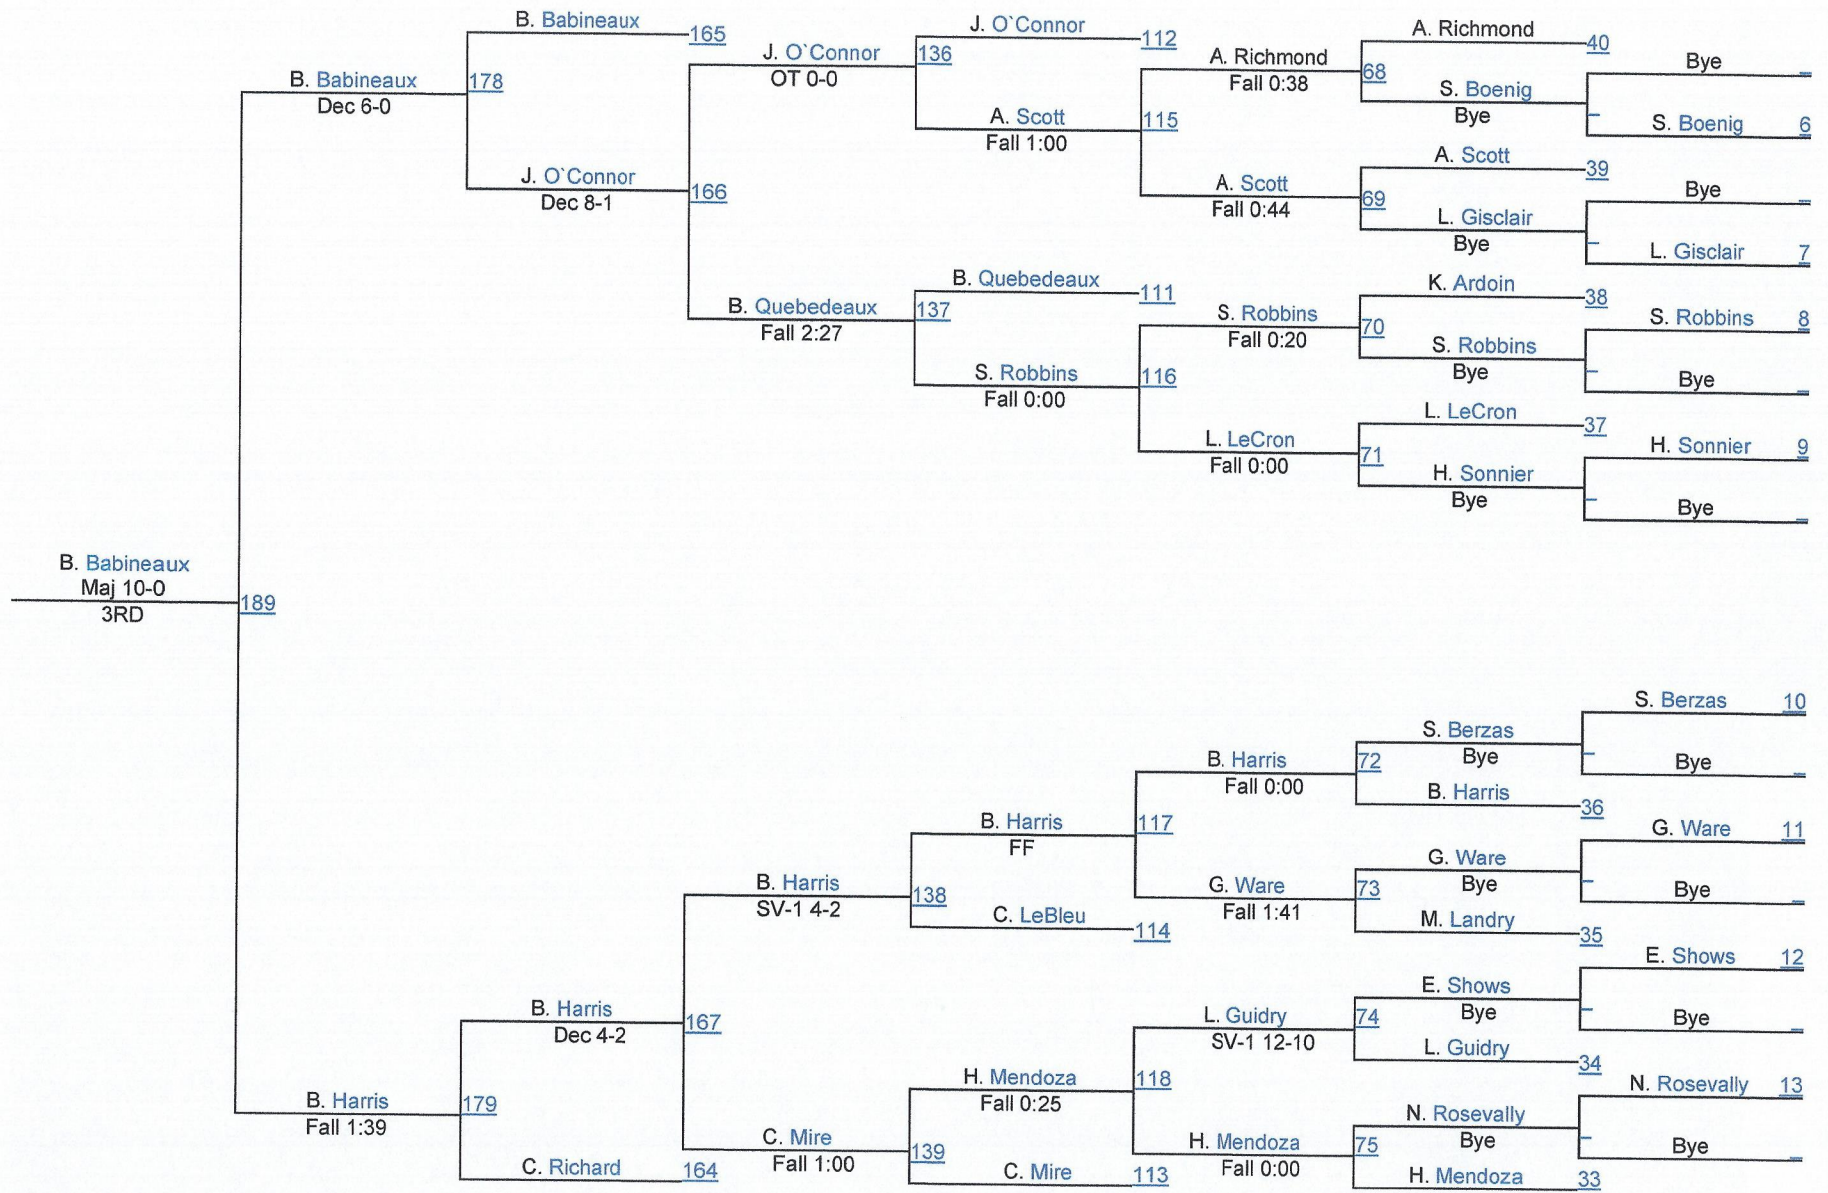 B. Babineaux 165
J. O`Connor 112
A. Richmond 40
J. O`Connor 136
A. Richmond
Bye
OT 0-0
Fall 0:38
68
B. Babineaux 178
S. Boenig
Dec 6-0
Bye
S. Boenig 6
A. Scott 115
Fall 1:00
A. Scott 39
J. O`Connor 166
A. Scott 69
Bye
Dec 8-1
Fall 0:44
L. Gisclair
Bye
L. Gisclair 7
B. Quebedeaux 111
K. Ardoin 38
B. Quebedeaux 137
S. Robbins 70
S. Robbins 8
Fall 2:27
Fall 0:20
S. Robbins
Bye
Bye
S. Robbins 116
Fall 0:00
L. LeCron 37
L. LeCron 71
H. Sonnier 9
Fall 0:00
H. Sonnier
Bye
Bye
B. Babineaux
Maj 10-0
189
3RD
S. Berzas 10
S. Berzas
B. Harris 72
Bye
Bye
Fall 0:00
B. Harris 36
B. Harris 117
G. Ware 11
FF
G. Ware
B. Harris 138
G. Ware 73
Bye
Bye
SV-1 4-2
Fall 1:41
C. LeBleu 114
M. Landry 35
E. Shows 12
E. Shows
B. Harris 167
L. Guidry 74
Bye
Bye
Dec 4-2
SV-1 12-10
L. Guidry 34
H. Mendoza 118
N. Rosevally 13
Fall 0:25
B. Harris 179
N. Rosevally
Fall 1:39
C. Mire 139
H. Mendoza 75
Bye
Bye
Fall 1:00
Fall 0:00
C. Richard 164
C. Mire 113
H. Mendoza 33